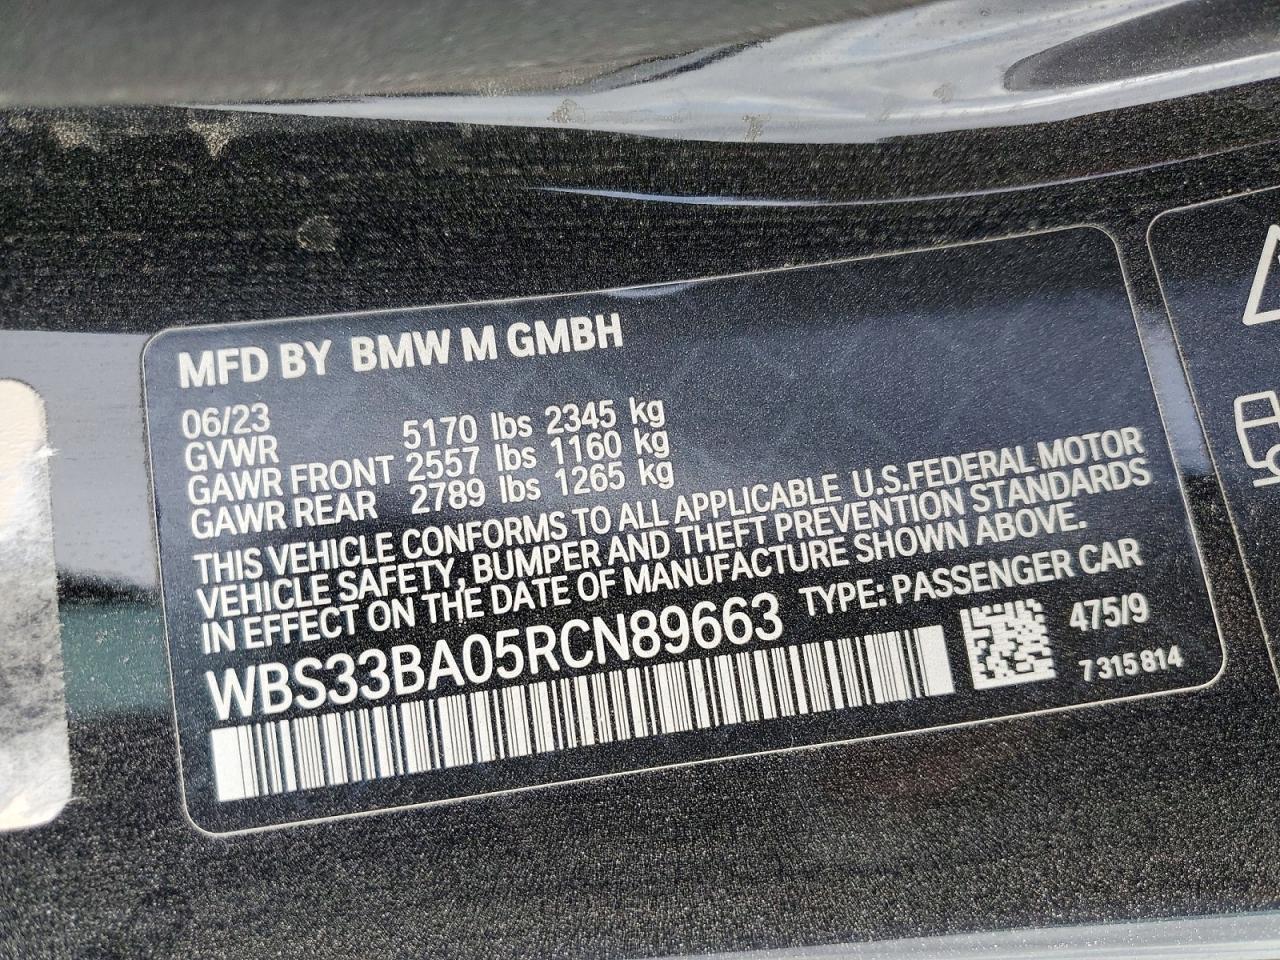 MFD BY BMW M GMBH
06/23
GVWR 5170 lbs 2345 kg
GAWR FRONT 2557 lbs 1160 kg
GAWR REAR 2789 lbs 1265 kg
THIS VEHICLE CONFORMS TO ALL APPLICABLE U.S.FEDERAL MOTOR
VEHICLE SAFETY, BUMPER AND THEFT PREVENTION STANDARDS
IN EFFECT ON THE DATE OF MANUFACTURE SHOWN ABOVE.
WBS33BA05RCN89663 TYPE: PASSENGER CAR
475/9
7 315 814